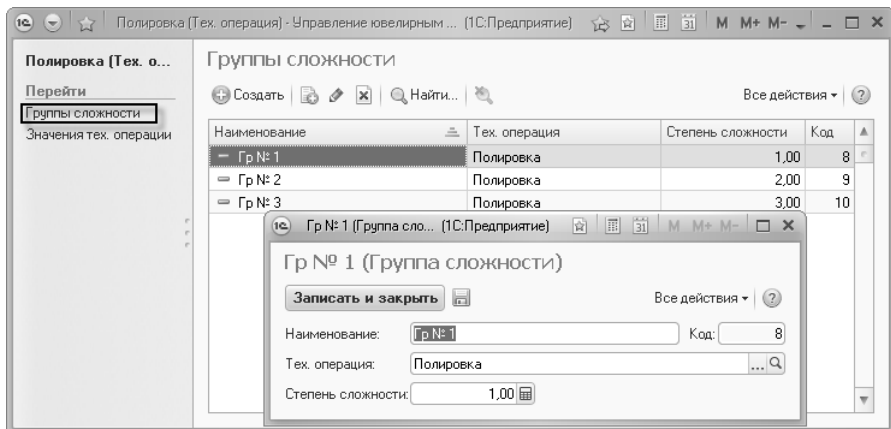 Полировка (Тех. операция) - Управление ювелирным ... (1С:Предприятие) M M+ M-
Полировка (Тех. о...
Перейти
Группы сложности
Значения тех. операции
Группы сложности
Создать Найти... Все действия
Наименование Тех. операция Степень сложности Код
Гр № 1 Полировка 1,00 8
Гр № 2 Полировка 2,00 9
Гр № 3 Полировка 3,00 10
Гр № 1 (Группа сло... (1С:Предприятие) M M+ M-
Гр № 1 (Группа сложности)
Записать и закрыть Все действия
Наименование: Гр № 1 Код: 8
Тех. операция: Полировка ...
Степень сложности: 1,00